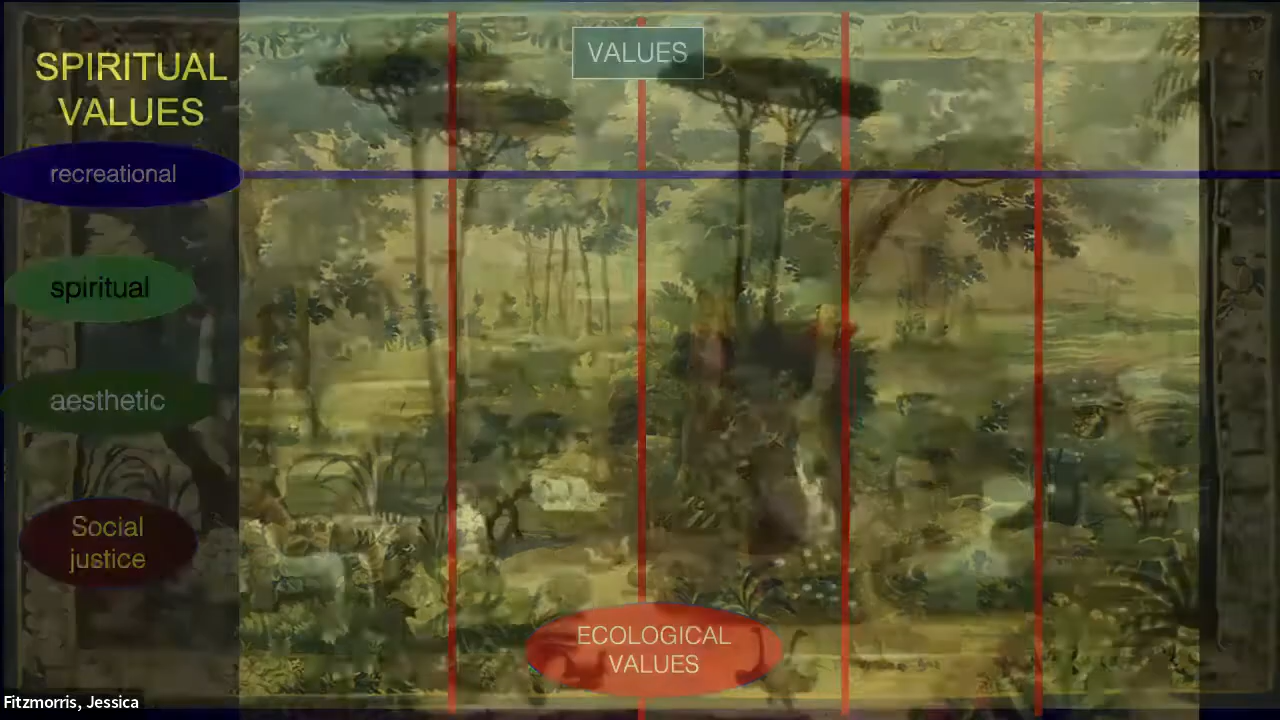 VALUES
SPIRITUAL
VALUES
recreational
spiritual
aesthetic
Social
justice
ECOLOGICAL
VALUES
Fitzmorris, Jessica